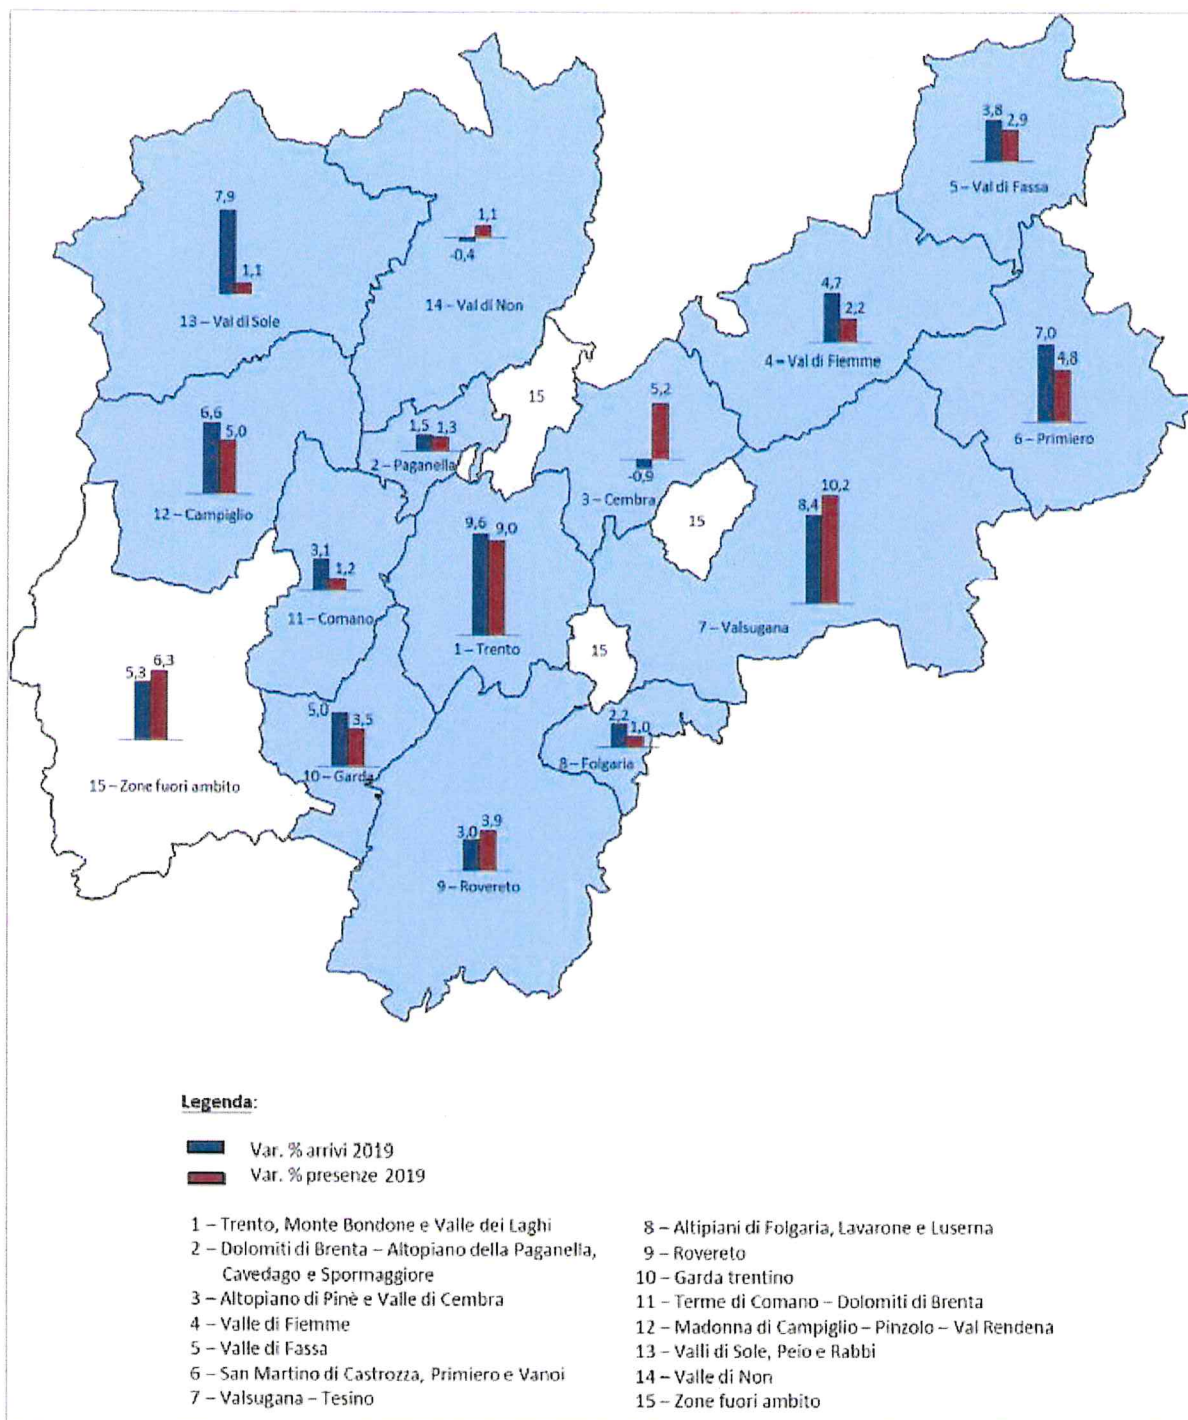 3,8
2,9
5 – Val di Fassa
7,9
1,1
13 – Val di Sole
1,1
-0,4
14 – Val di Non
4,7
2,2
4 – Val di Fiemme
7,0
4,8
6 – Primiero
15
5,2
-0,9
3 – Cembra
1,5
1,3
2 – Paganella
6,6
5,0
12 – Campiglio
15
8,4
10,2
7 – Valsugana
9,6
9,0
1 – Trento
3,1
1,2
11 – Comano
15
5,3
6,3
15 – Zone fuori ambito
5,0
3,5
10 – Garda
2,2
1,0
8 – Folgaria
3,0
3,9
9 – Rovereto
Legenda:
Var. % arrivi 2019
Var. % presenze 2019
1 – Trento, Monte Bondone e Valle dei Laghi
2 – Dolomiti di Brenta – Altopiano della Paganella,
Cavedago e Spormaggiore
3 – Altopiano di Pinè e Valle di Cembra
4 – Valle di Fiemme
5 – Valle di Fassa
6 – San Martino di Castrozza, Primiero e Vanoi
7 – Valsugana – Tesino
8 – Altipiani di Folgaria, Lavarone e Luserna
9 – Rovereto
10 – Garda trentino
11 – Terme di Comano – Dolomiti di Brenta
12 – Madonna di Campiglio – Pinzolo – Val Rendena
13 – Valli di Sole, Peio e Rabbi
14 – Valle di Non
15 – Zone fuori ambito